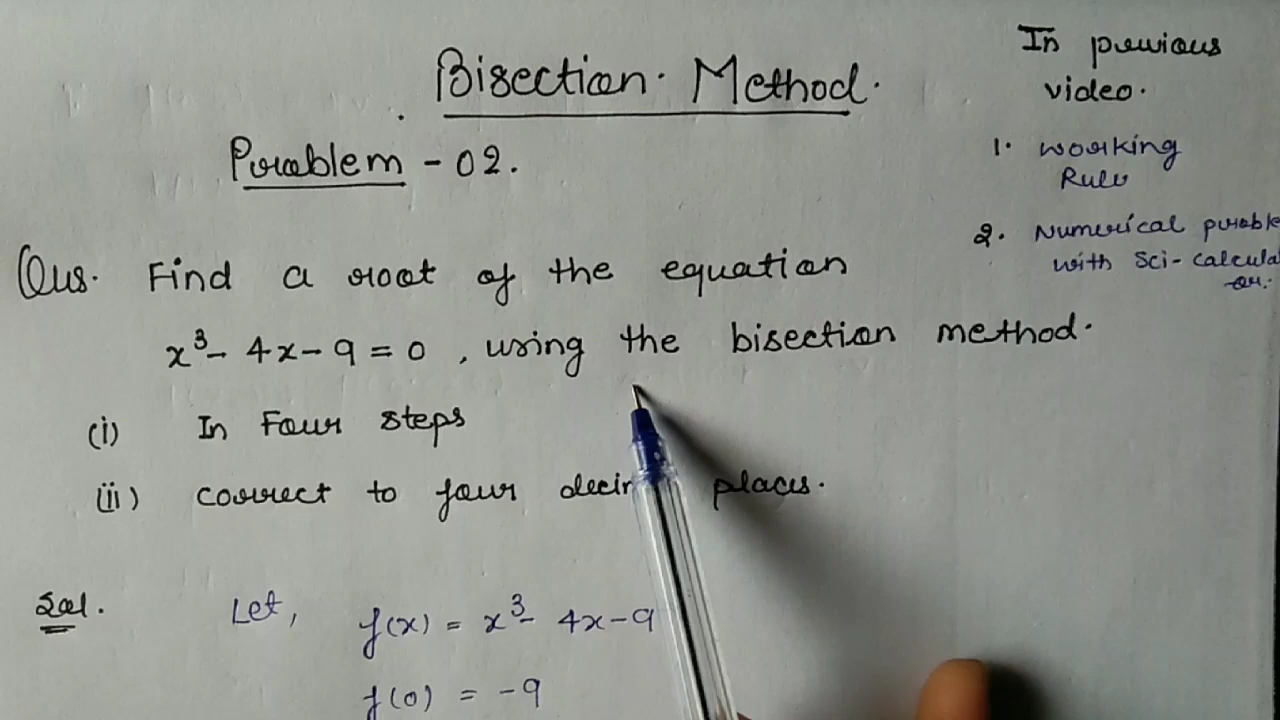 Bisection Method.
Problem - 02.
Qus. Find a root of the equation
x³ - 4x - 9 = 0, using the bisection method.
(i) In Four steps
(ii) correct to four places.
Sol. Let, f(x) = x³ - 4x - 9
f(0) = -9
In previous
video.
1. Working
Rule
2. Numerical
with Sci-